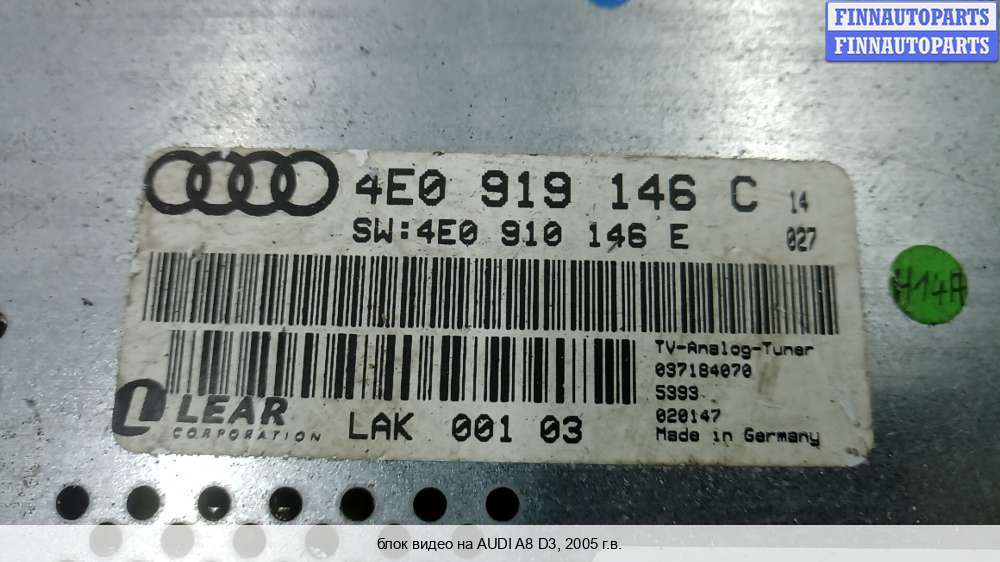 FINNAUTOPARTS
FINNAUTOPARTS
4E0 919 146 C 14
SW:4E0 910 146 E 027
H14A
TV-Analog-Tuner
037184070
5993
020147
Made in Germany
LEAR
CORPORATION
LAK 001 03
блок видео на AUDI A8 D3, 2005 г.в.